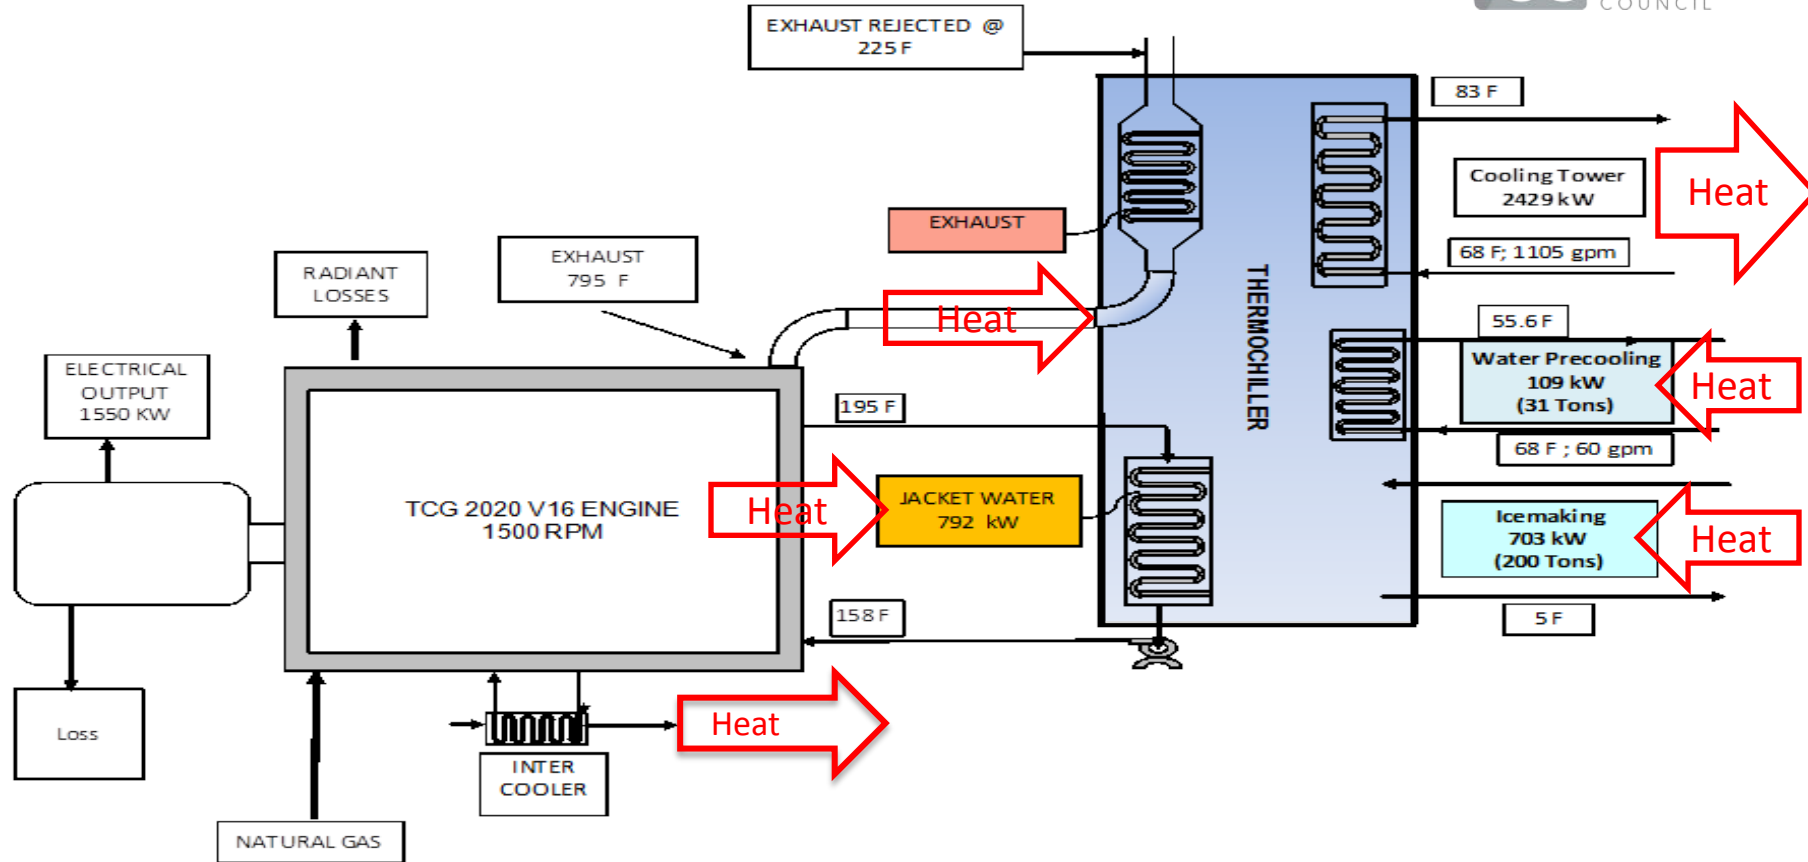 COUNCIL
EXHAUST REJECTED @
225 F
83 F
Cooling Tower
2429 kW
Heat
EXHAUST
68 F; 1105 gpm
EXHAUST
795 F
RADIANT
LOSSES
THERMOCHILLER
Heat
55.6 F
Water Precooling
109 kW
(31 Tons)
Heat
ELECTRICAL
OUTPUT
1550 KW
195 F
68 F ; 60 gpm
TCG 2020 V16 ENGINE
1500 RPM
Heat
JACKET WATER
792 kW
Icemaking
703 kW
(200 Tons)
Heat
158 F
5 F
Loss
Heat
INTER
COOLER
NATURAL GAS